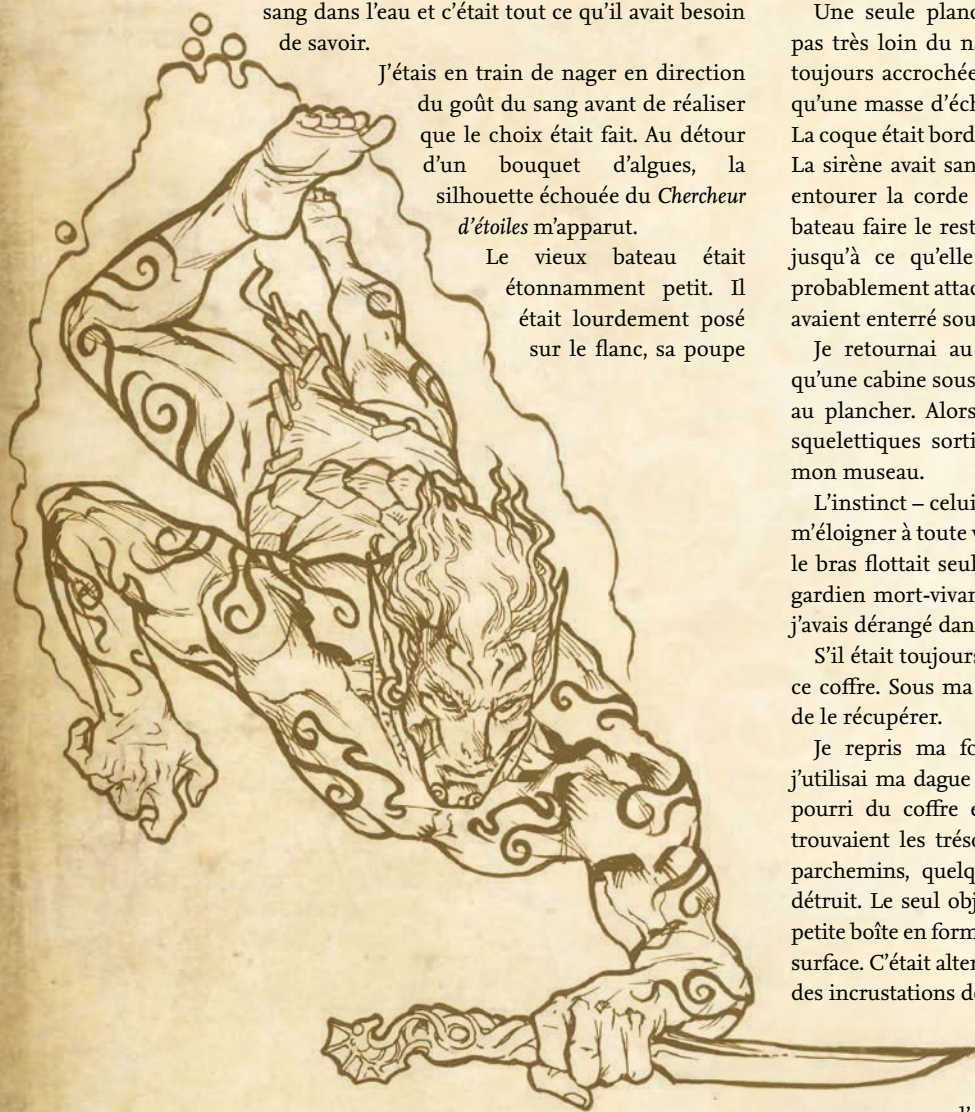 sang dans l'eau et c'était tout ce qu'il avait besoin
de savoir.
J'étais en train de nager en direction
du goût du sang avant de réaliser
que le choix était fait. Au détour
d'un bouquet d'algues, la
silhouette échouée du Chercheur
d'étoiles m'apparut.
Le vieux bateau était
étonnamment petit. Il
était lourdement posé
sur le flanc, sa poupe
Une seule planc
pas très loin du na
toujours accrochée
qu'une masse d'éch
La coque était bord
La sirène avait san
entourer la corde
bateau faire le rest
jusqu'à ce qu'elle
probablement attac
avaient enterré sou
Je retournai au
qu'une cabine sous
au plancher. Alors
squelettiques sorti
mon museau.
L'instinct – celui
m'éloigner à toute v
le bras flottait seul
gardien mort-vivan
j'avais dérangé dan
S'il était toujours
ce coffre. Sous ma
de le récupérer.
Je repris ma fo
j'utilisai ma dague
pourri du coffre e
trouvaient les tréso
parchemins, quelq
détruit. Le seul obj
petite boîte en form
surface. C'était alter
des incrustations d